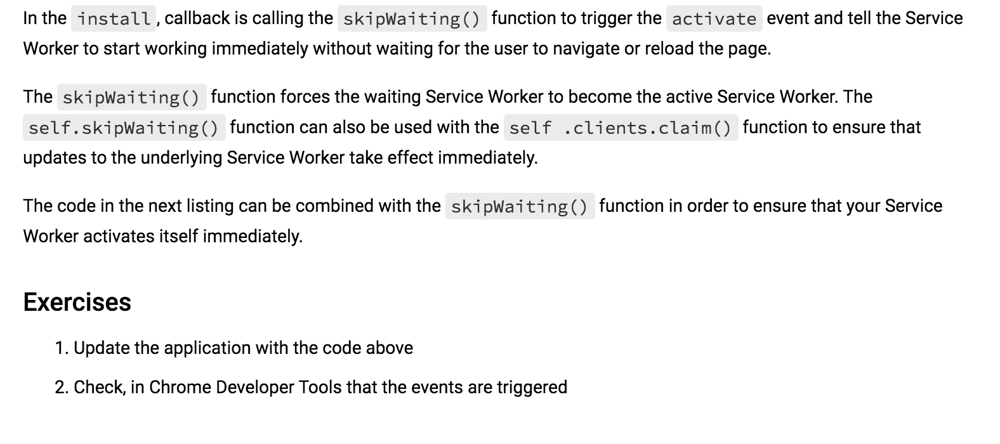 In the install , callback is calling the skipWaiting() function to trigger the activate event and tell the Service
Worker to start working immediately without waiting for the user to navigate or reload the page.
The skipWaiting() function forces the waiting Service Worker to become the active Service Worker. The
self.skipWaiting() function can also be used with the self .clients.claim() function to ensure that
updates to the underlying Service Worker take effect immediately.
The code in the next listing can be combined with the skipWaiting() function in order to ensure that your Service
Worker activates itself immediately.
Exercises
1. Update the application with the code above
2. Check, in Chrome Developer Tools that the events are triggered